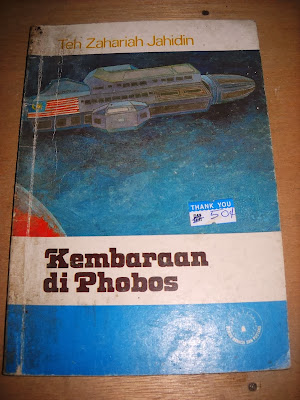 Teh Zahariah Jahidin
THANK YOU
50¢
Kembaraan
di Phobos